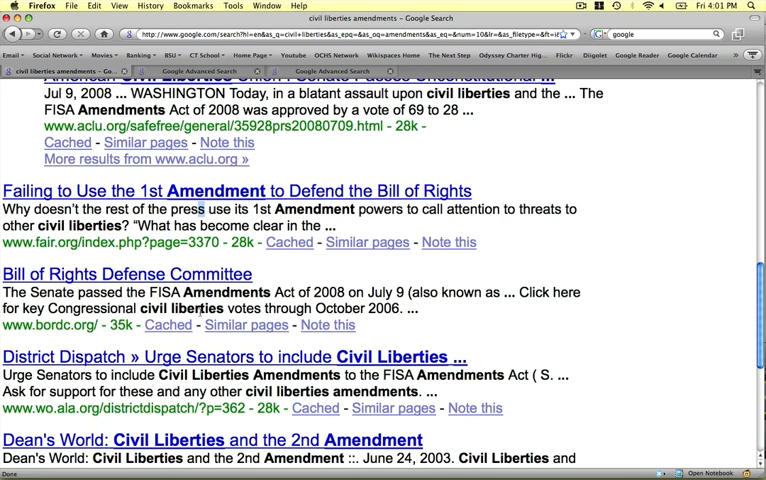 Firefox File Edit View History Bookmarks Tools Window Help Fri 4:01 PM
civil liberties amendments - Google Search
http://www.google.com/search?hl=en&as_q=civil+liberties&as_epq=&as_oq=amendments&as_eq=&num=10&lr=&as_filetype=&ft=i& google
Email Social Network Movies Banking BSU CT School Home Page Youtube OCHS Network Widgets Home Next Step Odyssey Charter Hig... Flickr Diigolet Google Reader Google Calendar
civil liberties amendments - Go... Google Advanced Search Google Advanced Search
American Civil Liberties Union : Senate Passes Unconstitutional ...
Jul 9, 2008 ... WASHINGTON Today, in a blatant assault upon civil liberties and the ... The
FISA Amendments Act of 2008 was approved by a vote of 69 to 28 ...
www.aclu.org/safefree/general/35928prs20080709.html - 28k -
Cached - Similar pages - Note this
More results from www.aclu.org »
Failing to Use the 1st Amendment to Defend the Bill of Rights
Why doesn't the rest of the press use its 1st Amendment powers to call attention to threats to
other civil liberties? "What has become clear in the ...
www.fair.org/index.php?page=3370 - 28k - Cached - Similar pages - Note this
Bill of Rights Defense Committee
The Senate passed the FISA Amendments Act of 2008 on July 9 (also known as ... Click here
for key Congressional civil liberties votes through October 2006. ...
www.bordc.org/ - 35k - Cached - Similar pages - Note this
District Dispatch » Urge Senators to include Civil Liberties ...
Urge Senators to include Civil Liberties Amendments to the FISA Amendments Act ( S. ...
Ask for support for these and any other civil liberties amendments. ...
www.wo.ala.org/districtdispatch/?p=362 - 28k - Cached - Similar pages - Note this
Dean's World: Civil Liberties and the 2nd Amendment
Dean's World: Civil Liberties and the 2nd Amendment ::. June 24, 2003. Civil Liberties and
Done Open Notebook